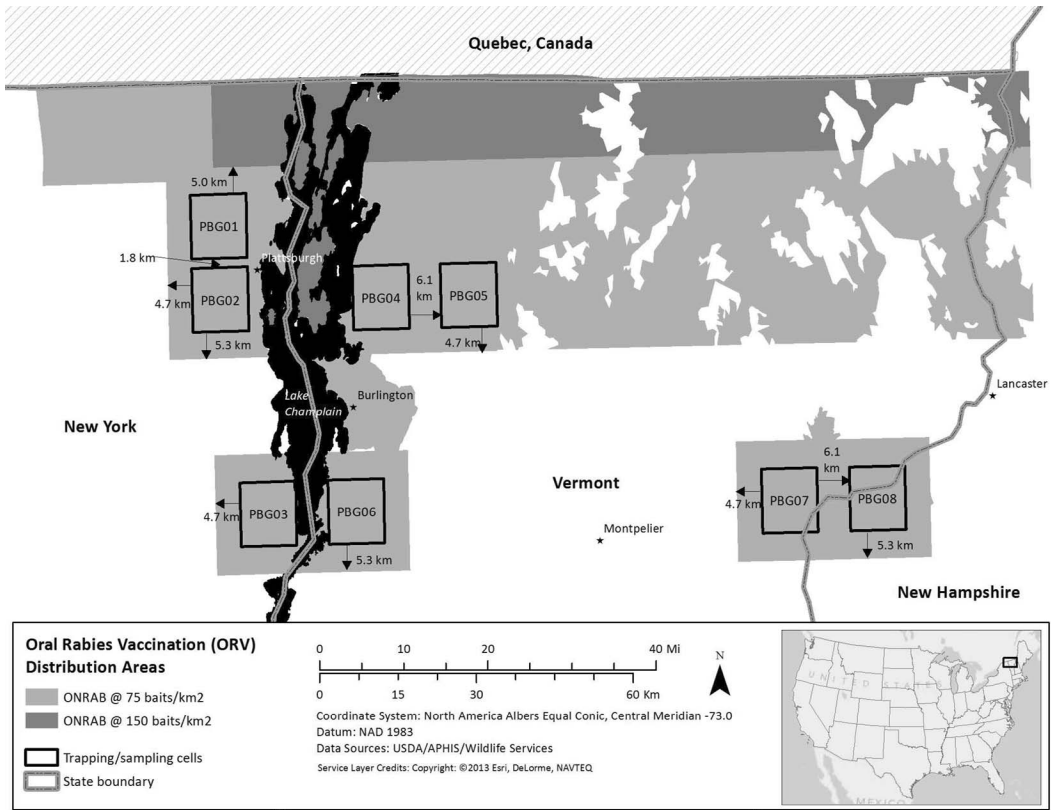 Quebec, Canada
5.0 km
PBG01
1.8 km
Plattsburgh
PBG02
4.7 km
5.3 km
PBG04
6.1
km
PBG05
4.7 km
Lake
Champlain
Burlington
Lancaster
New York
Vermont
6.1
km
PBG03
4.7 km
PBG06
5.3 km
Montpelier
PBG07
4.7 km
PBG08
5.3 km
New Hampshire
Oral Rabies Vaccination (ORV)
Distribution Areas
ONRAB @ 75 baits/km2
ONRAB @ 150 baits/km2
Trapping/sampling cells
State boundary
0 10 20 40 Mi
0 15 30 60 Km
N
Coordinate System: North America Albers Equal Conic, Central Meridian -73.0
Datum: NAD 1983
Data Sources: USDA/APHIS/Wildlife Services
Service Layer Credits: Copyright: ©2013 Esri, DeLorme, NAVTEQ
UNITED STATES
MEXICO